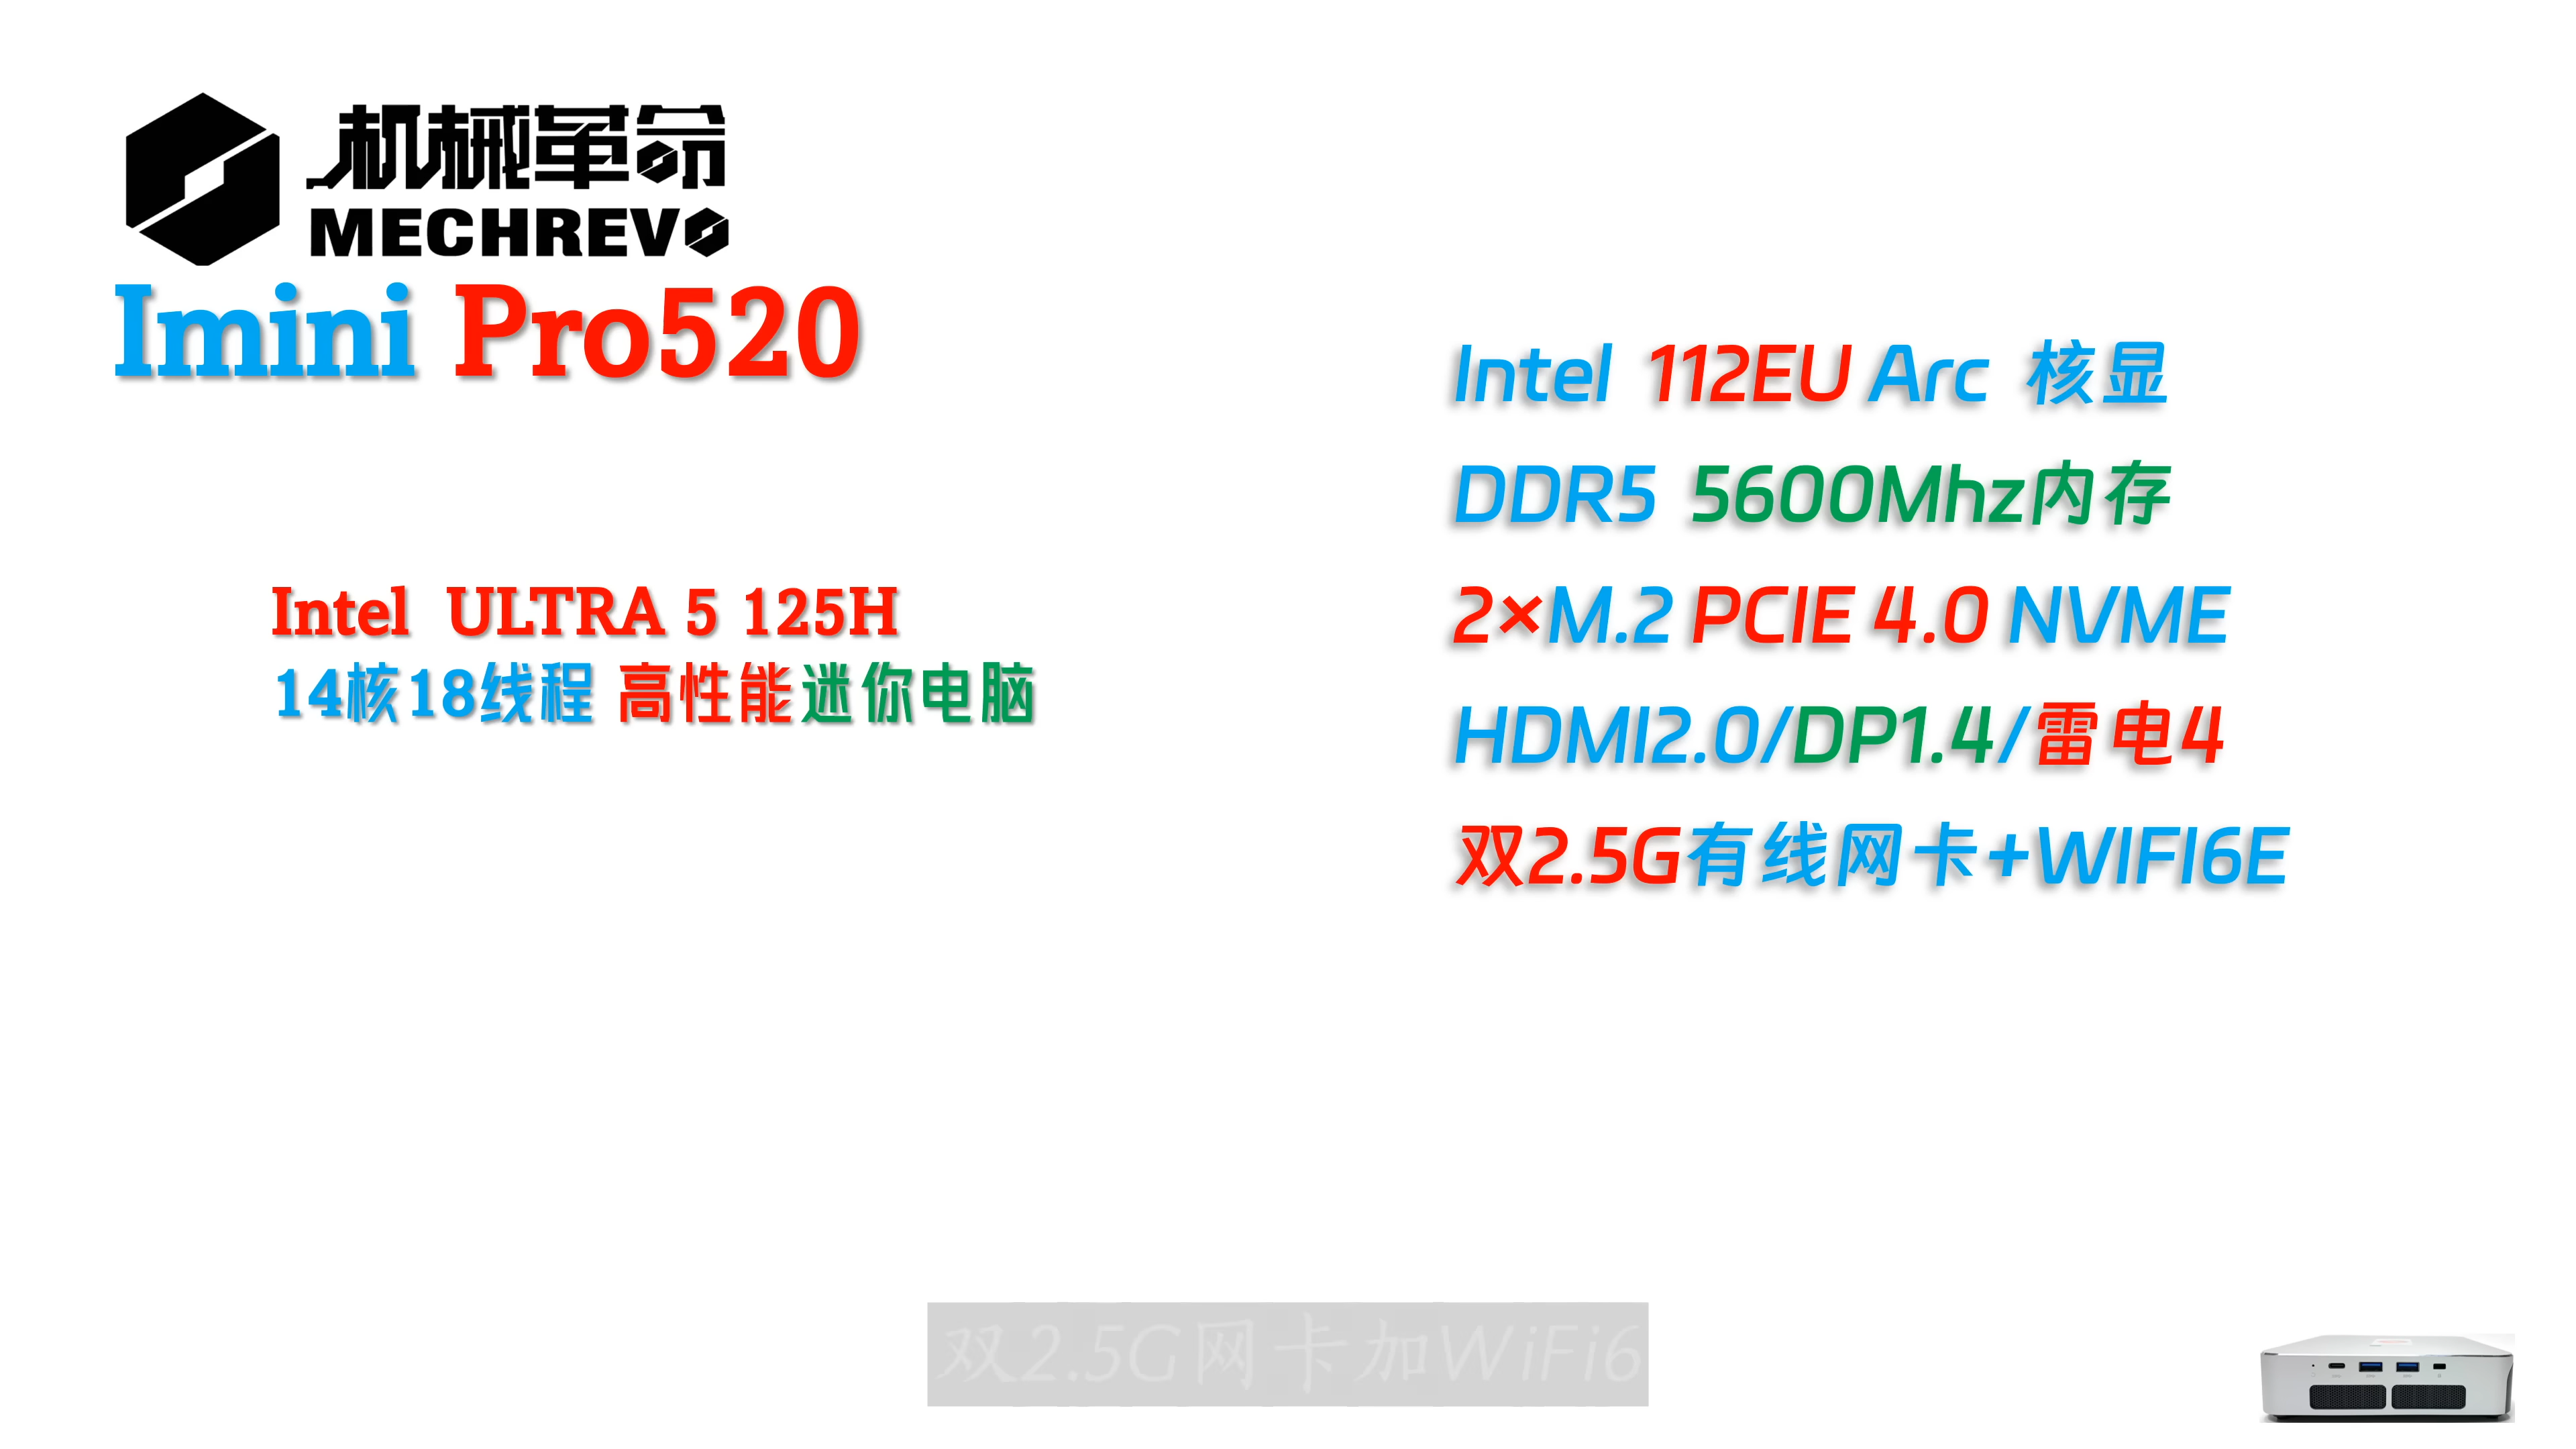 机械革命
MECHREVO
Imini Pro520
Intel ULTRA 5 125H
14核18线程 高性能迷你电脑
Intel 112EU Arc 核显
DDR5 5600Mhz内存
2×M.2 PCIE 4.0 NVME
HDMI2.0/DP1.4/雷电4
双2.5G有线网卡+WIFI6E
双2.5G网卡加WiFi6